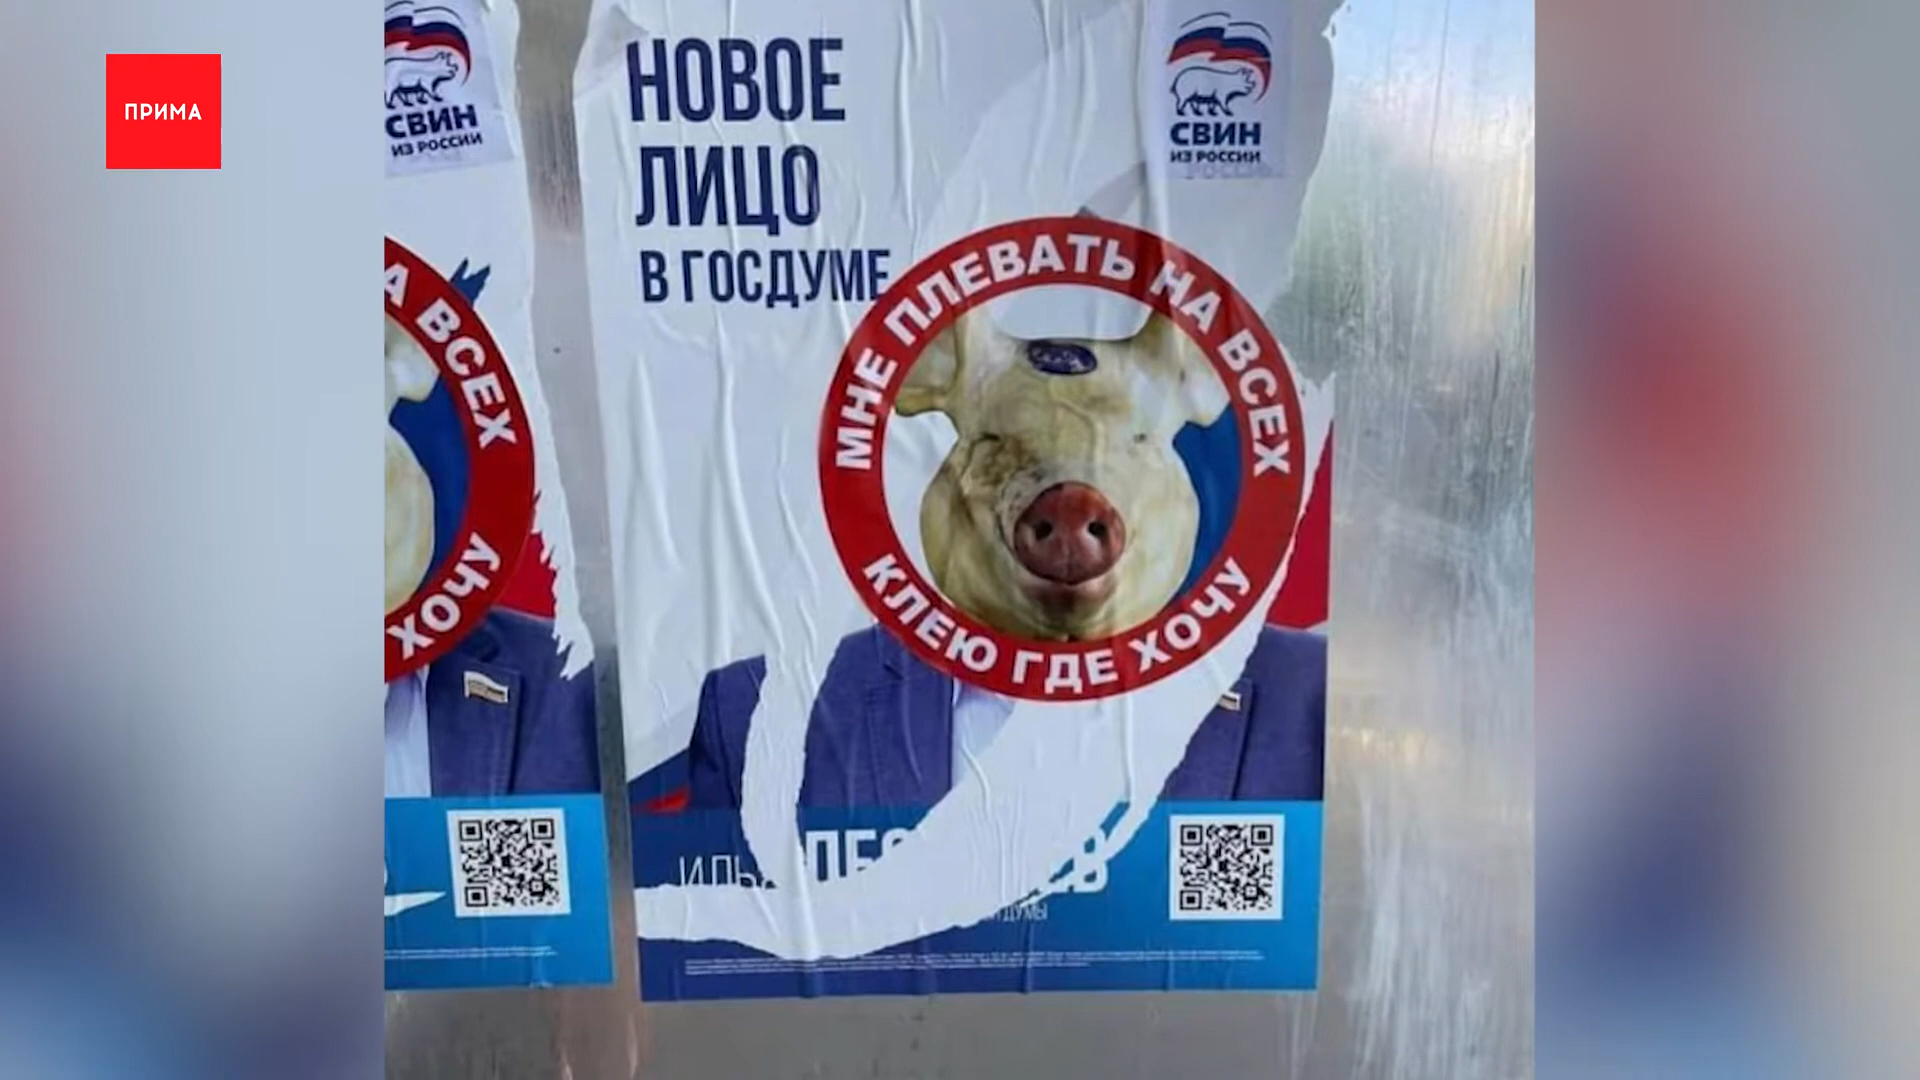 ПРИМА
СВИН
ИЗ РОССИИ
А ВСЕХ
ХОЧУ
НОВОЕ
ЛИЦО
В ГОСДУМЕ
СВИН
ИЗ РОССИИ
МНЕ ПЛЕВАТЬ НА ВСЕХ
КЛЕЮ ГДЕ ХОЧУ